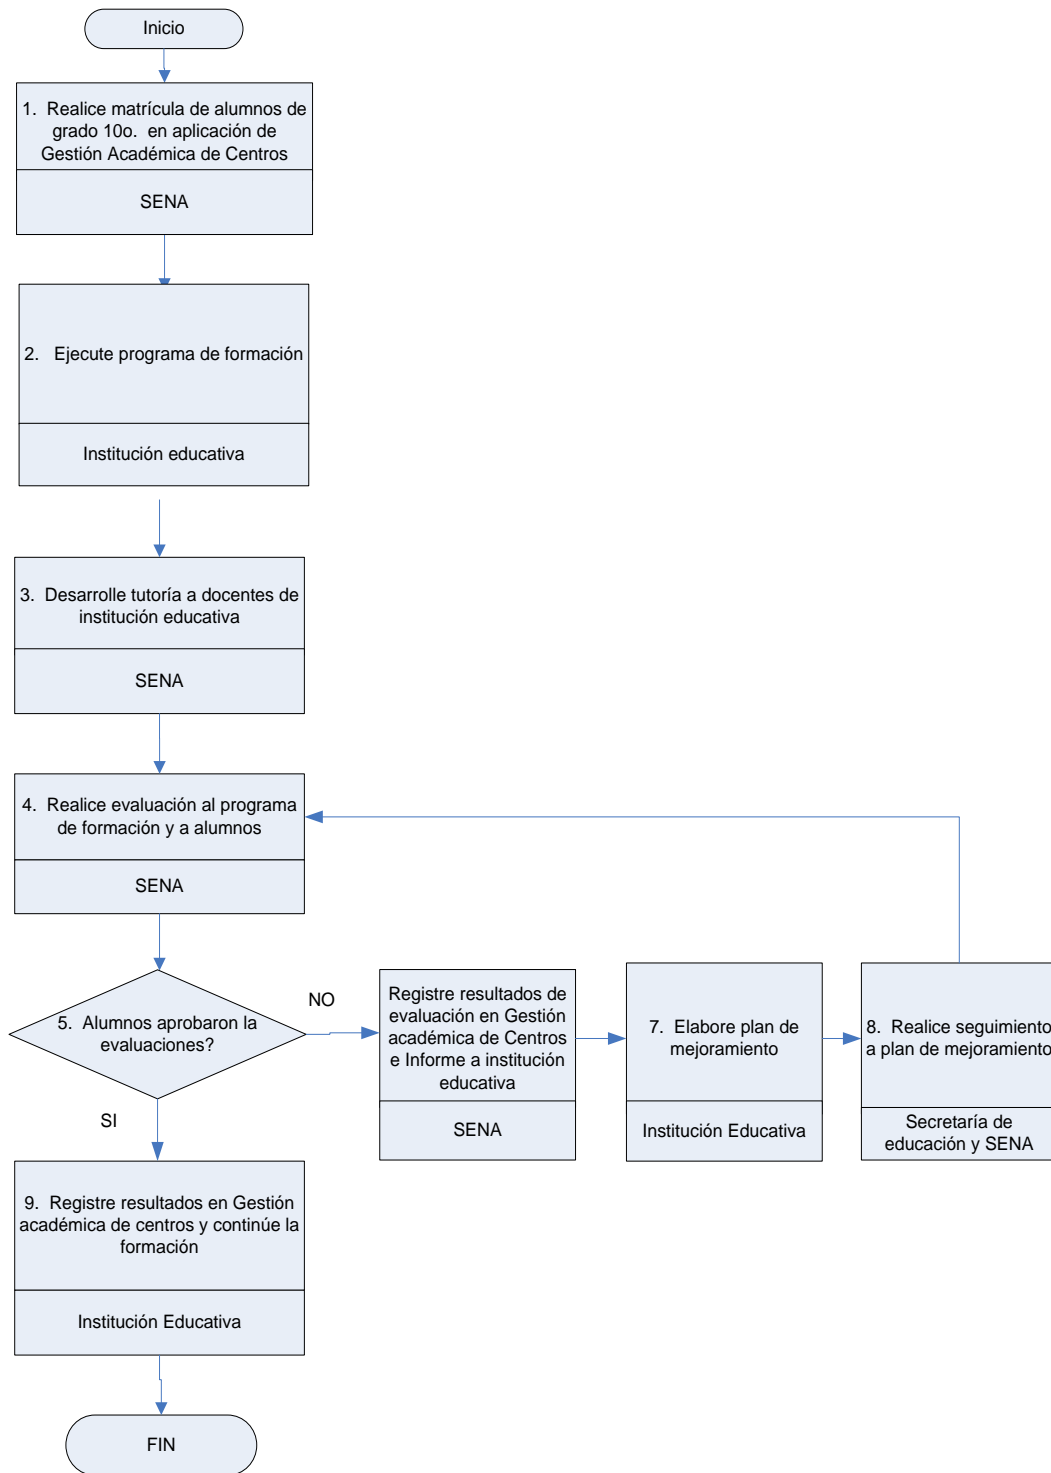 Inicio
1.  Realice matrícula de alumnos de
grado 10o.  en aplicación de
Gestión Académica de Centros
SENA
2.   Ejecute programa de formación
Institución educativa
3.  Desarrolle tutoría a docentes de
institución educativa
SENA
4.  Realice evaluación al programa
de formación y a alumnos
SENA
5.  Alumnos aprobaron la
evaluaciones?
NO
Registre resultados de
evaluación en Gestión
académica de Centros
e Informe a institución
educativa
SENA
7.  Elabore plan de
mejoramiento
Institución Educativa
8.  Realice seguimiento
a plan de mejoramiento
Secretaría de
educación y SENA
SI
9.  Registre resultados en Gestión
académica de centros y continúe la
formación
Institución Educativa
FIN